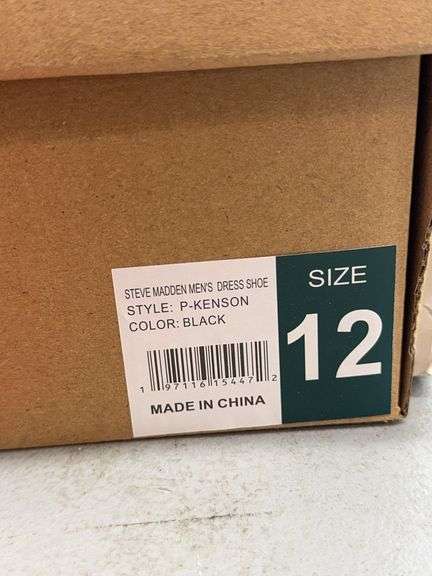 STEVE MADDEN MEN'S DRESS SHOE
STYLE: P-KENSON
COLOR: BLACK
1 97116 15447 2
MADE IN CHINA
SIZE
12